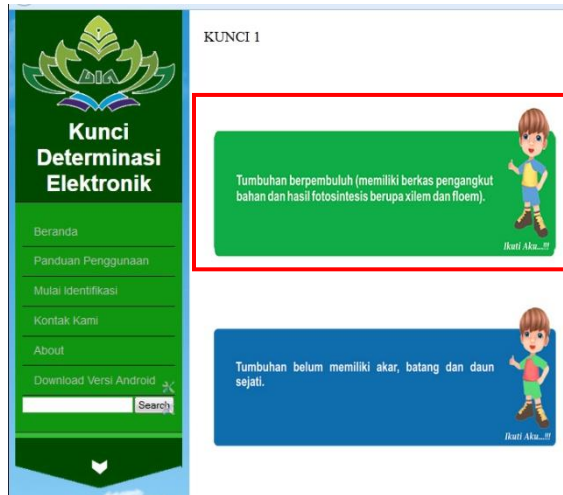 KUNCI 1
Kunci
Determinasi
Elektronik
Beranda
Panduan Penggunaan
Mulai Identifikasi
Kontak Kami
About
Download Versi Android
Search
Tumbuhan berpembuluh (memiliki berkas pengangkut
bahan dan hasil fotosintesis berupa xilem dan floem).
Ikuti Aku...!!!
Tumbuhan belum memiliki akar, batang dan daun
sejati.
Ikuti Aku...!!!